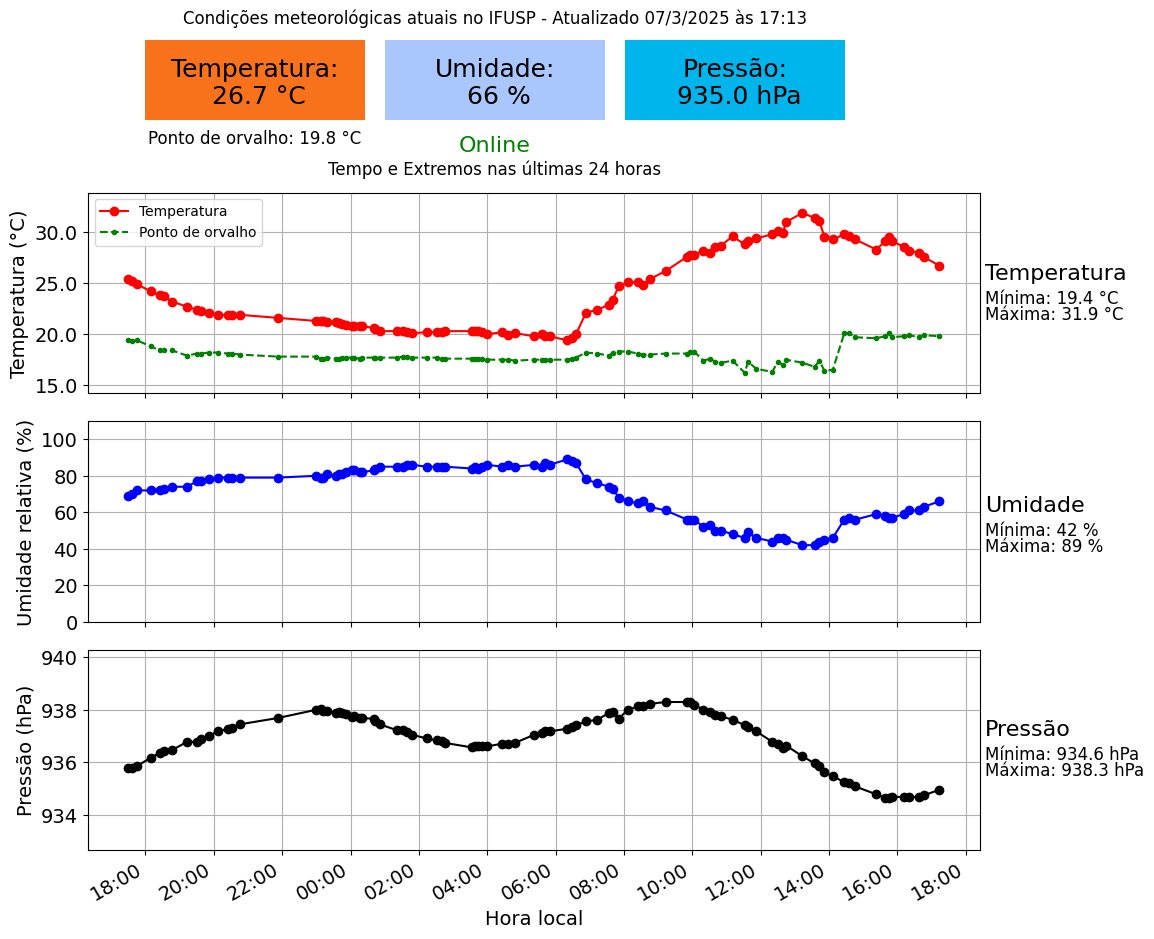 Condições meteorológicas atuais no IFUSP - Atualizado 07/3/2025 às 17:13
Temperatura:
26.7 °C
Umidade:
66 %
Pressão:
935.0 hPa
Ponto de orvalho: 19.8 °C
Online
Tempo e Extremos nas últimas 24 horas
Temperatura (°C)
30.0
25.0
20.0
15.0
Temperatura
Ponto de orvalho
Temperatura
Mínima: 19.4 °C
Máxima: 31.9 °C
Umidade relativa (%)
100
80
60
40
20
0
Umidade
Mínima: 42 %
Máxima: 89 %
Pressão (hPa)
940
938
936
934
Pressão
Mínima: 934.6 hPa
Máxima: 938.3 hPa
18:00 20:00 22:00 00:00 02:00 04:00 06:00 08:00 10:00 12:00 14:00 16:00 18:00
Hora local